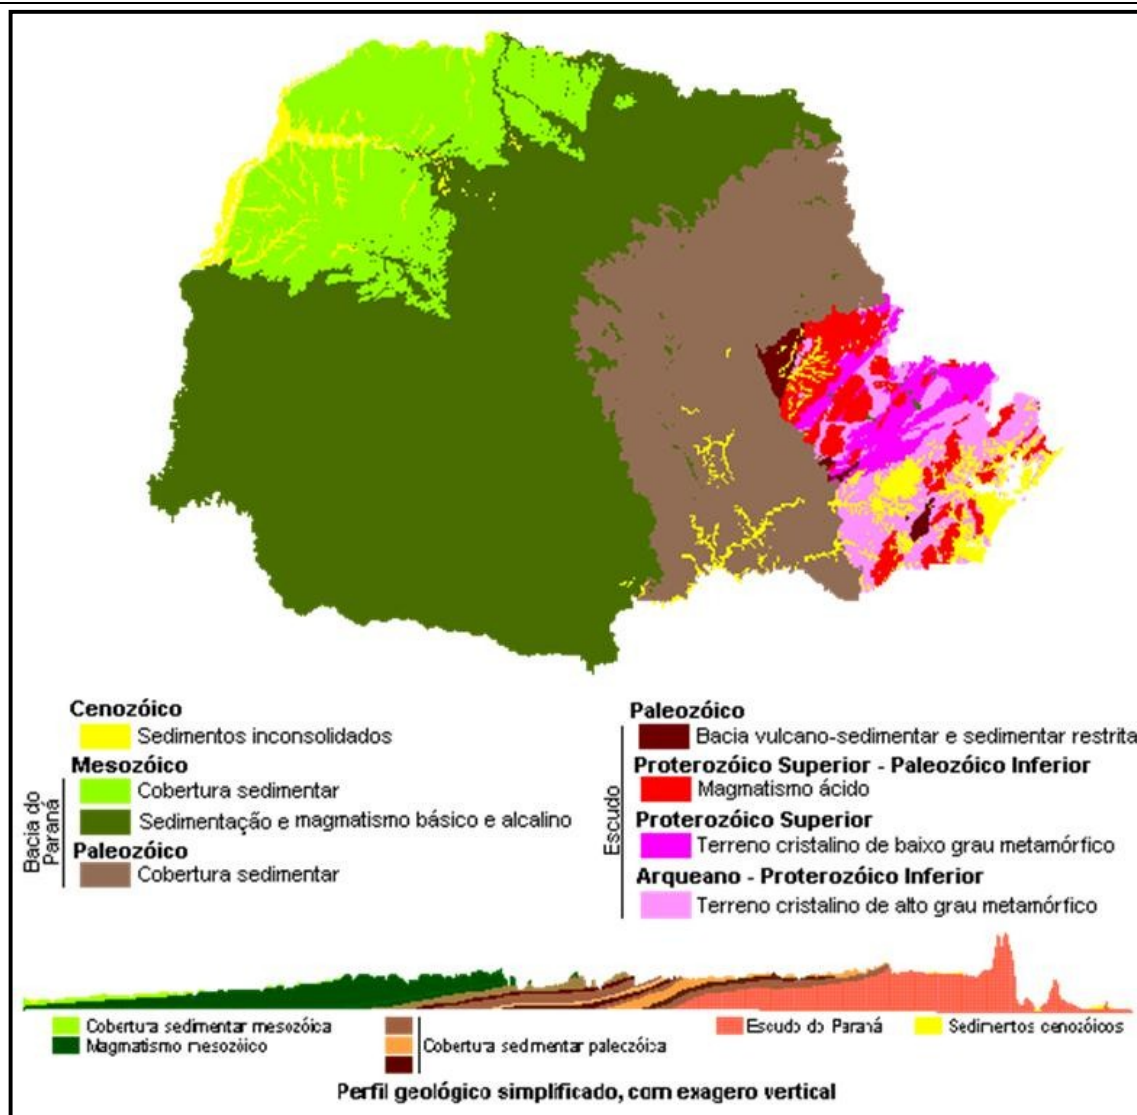 Cenozóico
Sedimentos inconsolidados
Mesozóico
Cobertura sedimentar
Sedimentação e magmatismo básico e alcalino
Paleozóico
Cobertura sedimentar
Bacia do
Paraná
Paleozóico
Bacia vulcano-sedimentar e sedimentar restrita
Proterozóico Superior - Paleozóico Inferior
Magmatismo ácido
Proterozóico Superior
Terreno cristalino de baixo grau metamórfico
Arqueano - Proterozóico Inferior
Terreno cristalino de alto grau metamórfico
Escudo
Cobertura sedimentar mesozóica
Magmatismo mesozóico
Cobertura sedimentar paleozóica
Escudo do Paraná
Sedimentos cenozóicos
Perfil geológico simplificado, com exagero vertical